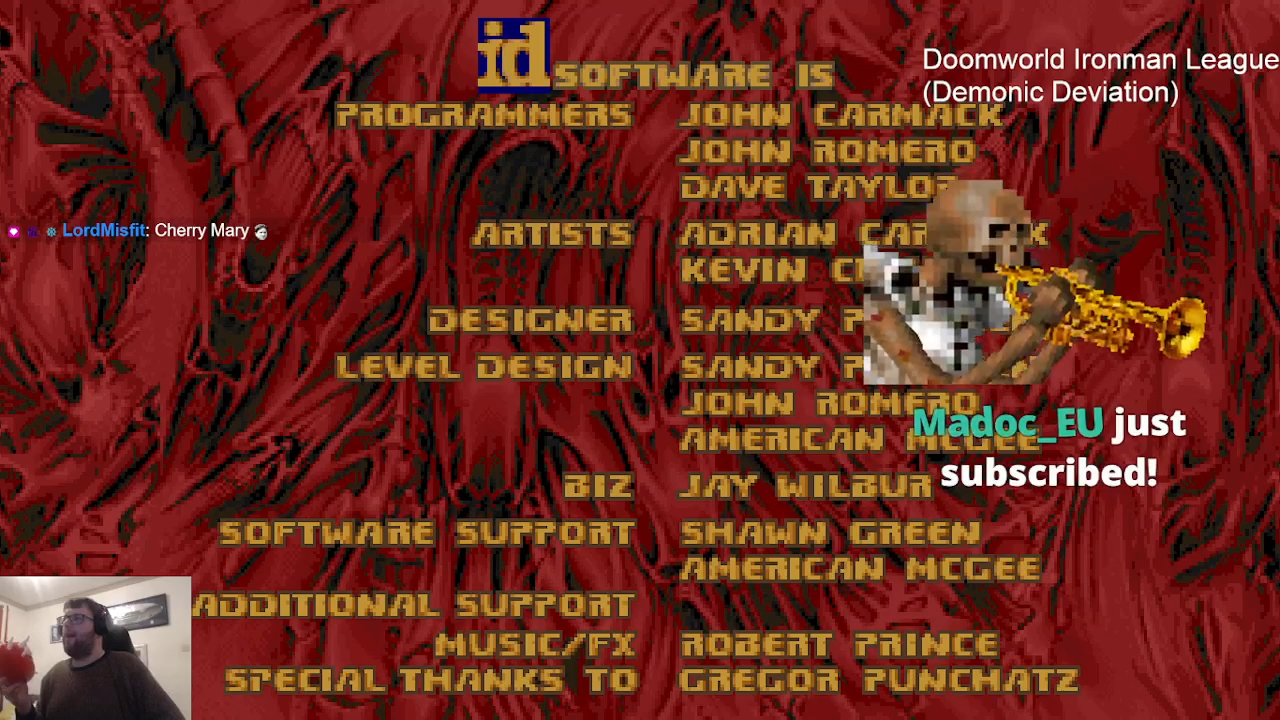 id SOFTWARE IS
Doomworld Ironman League
(Demonic Deviation)
PROGRAMMERS JOHN CARMACK
JOHN ROMERO
DAVE TAYLOR
LordMisfit: Cherry Mary
ARTISTS ADRIAN
KEVIN
DESIGNER SANDY
LEVEL DESIGN SANDY
JOHN ROMERO
AMERICAN MCGEE
Madoc_EU just
subscribed!
BIZ JAY WILBUR
SOFTWARE SUPPORT SHAWN GREEN
AMERICAN MCGEE
ADDITIONAL SUPPORT
MUSIC/FX ROBERT PRINCE
SPECIAL THANKS TO GREGOR PUNCHATZ